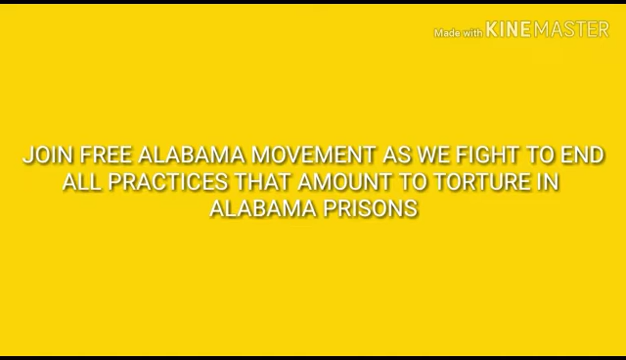 Made with KINEMASTER
JOIN FREE ALABAMA MOVEMENT AS WE FIGHT TO END
ALL PRACTICES THAT AMOUNT TO TORTURE IN
ALABAMA PRISONS